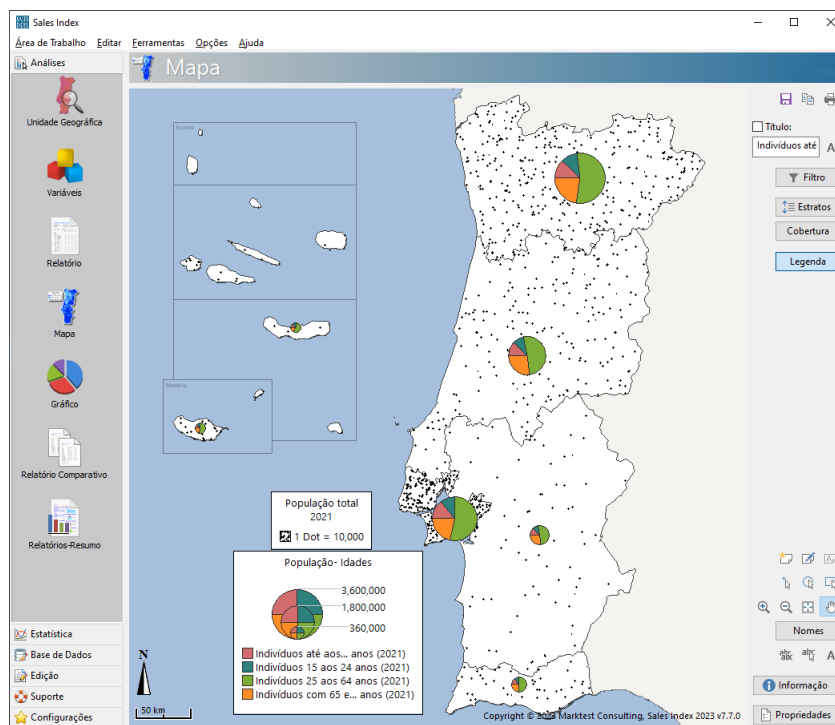 Sales Index
Área de Trabalho Editar Ferramentas Opções Ajuda
Análises
Mapa
Unidade Geográfica
Variáveis
Relatório
Mapa
Gráfico
Relatório Comparativo
Relatórios-Resumo
Estatística
Base de Dados
Edição
Suporte
Configurações
Açores
Madeira
População total
2021
1 Dot = 10,000
População- Idades
3,600,000
1,800,000
360,000
Indivíduos até aos... anos (2021)
Indivíduos 15 aos 24 anos (2021)
Indivíduos 25 aos 64 anos (2021)
Indivíduos com 65 e... anos (2021)
N
50 km
Copyright © 2023 Marktest Consulting, Sales Index 2023 v7.7.0
Título:
Indivíduos até
Filtro
Estratos
Cobertura
Legenda
Nomes
Informação
Propriedades